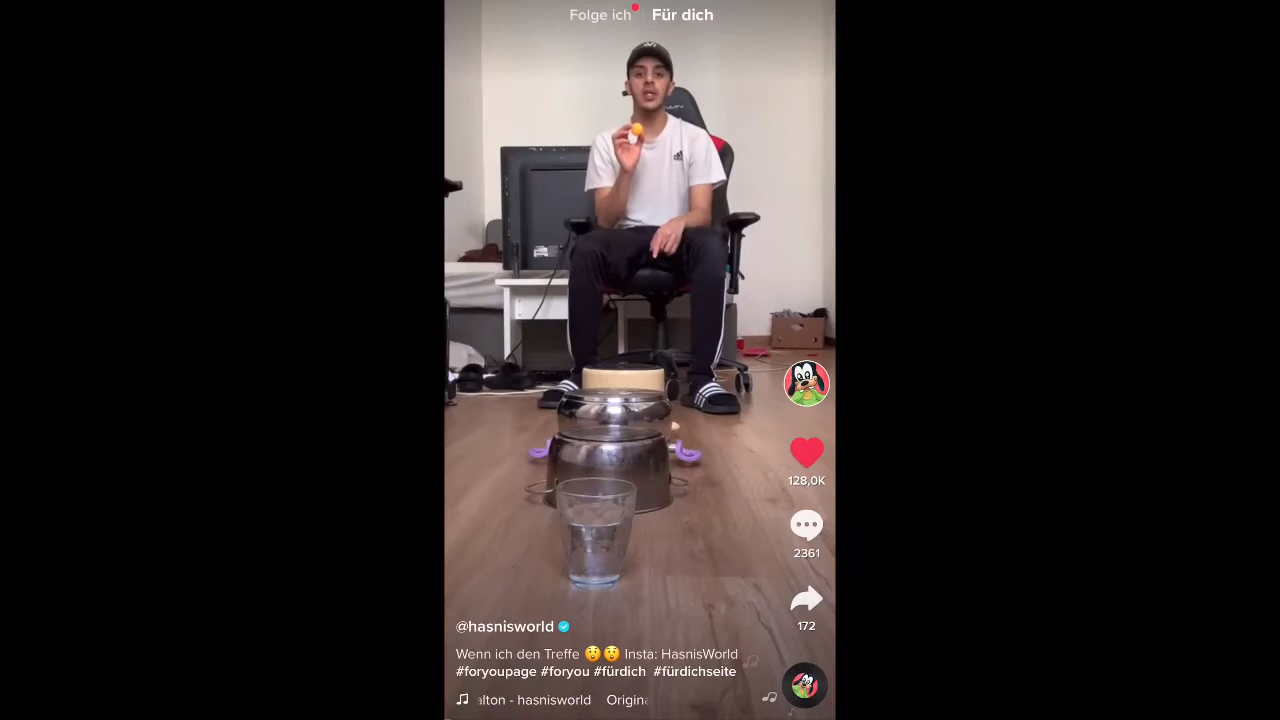 Folge ich Für dich
128,0K
2361
172
@hasnisworld
Wenn ich den Treffe 😲😲 Insta: HasnisWorld
#foryoupage #foryou #fürdich #fürdichseite
alton - hasnisworld Origina